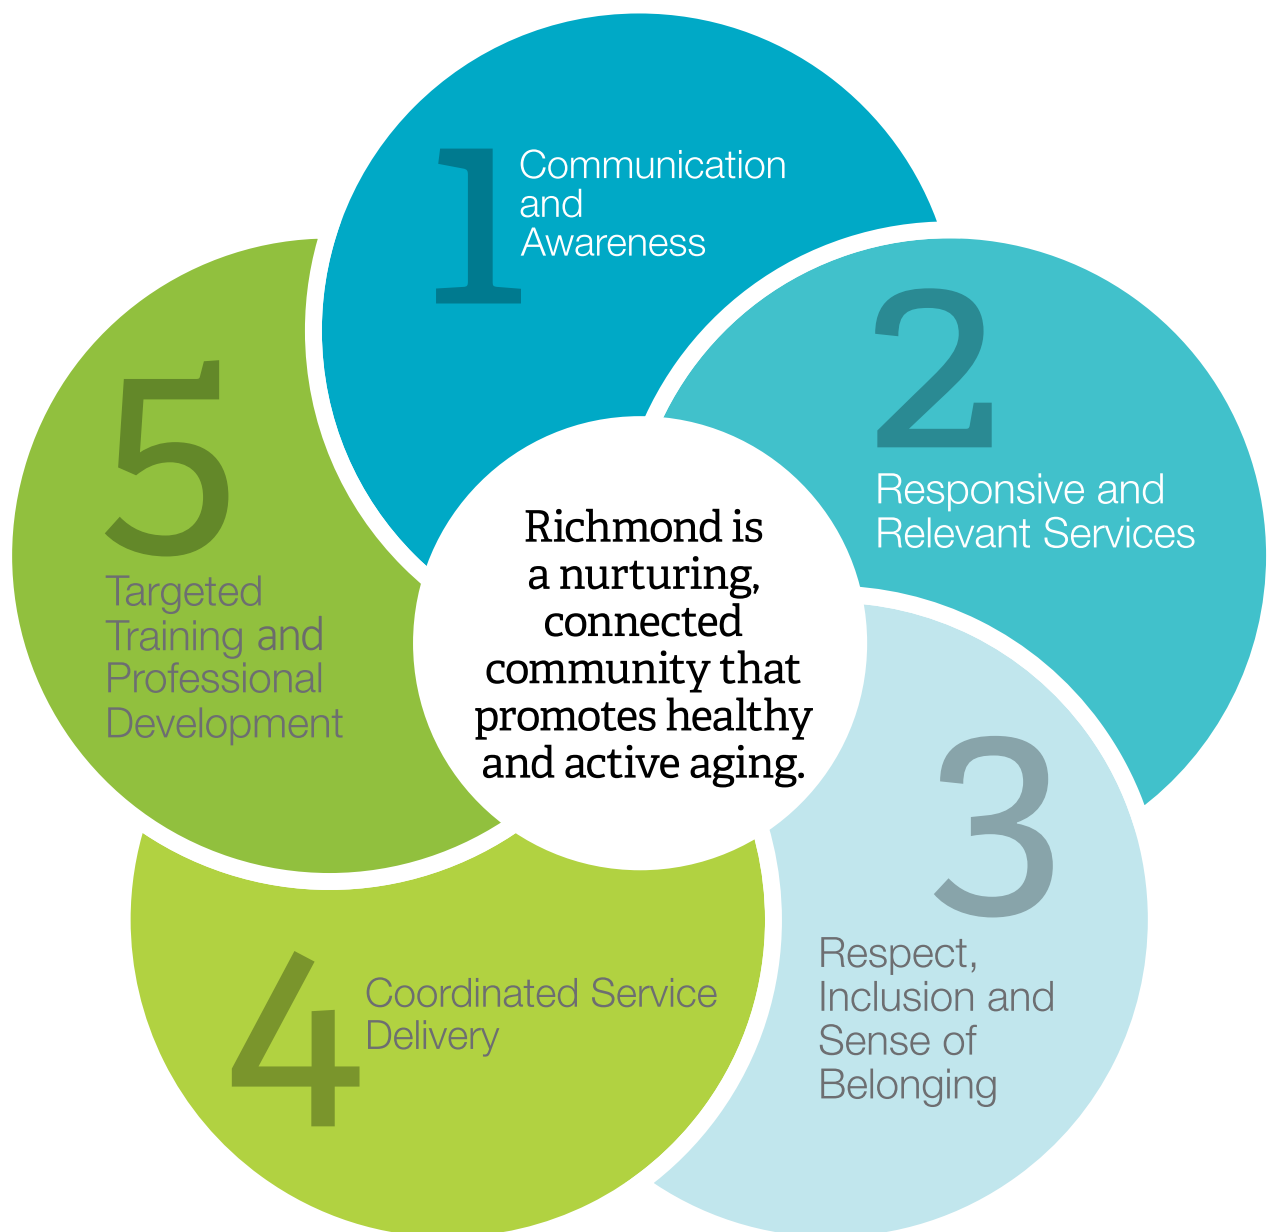 1
Communication
and
Awareness
2
Responsive and
Relevant Services
3
Respect,
Inclusion and
Sense of
Belonging
4
Coordinated Service
Delivery
5
Targeted
Training and
Professional
Development
Richmond is
a nurturing,
connected
community that
promotes healthy
and active aging.